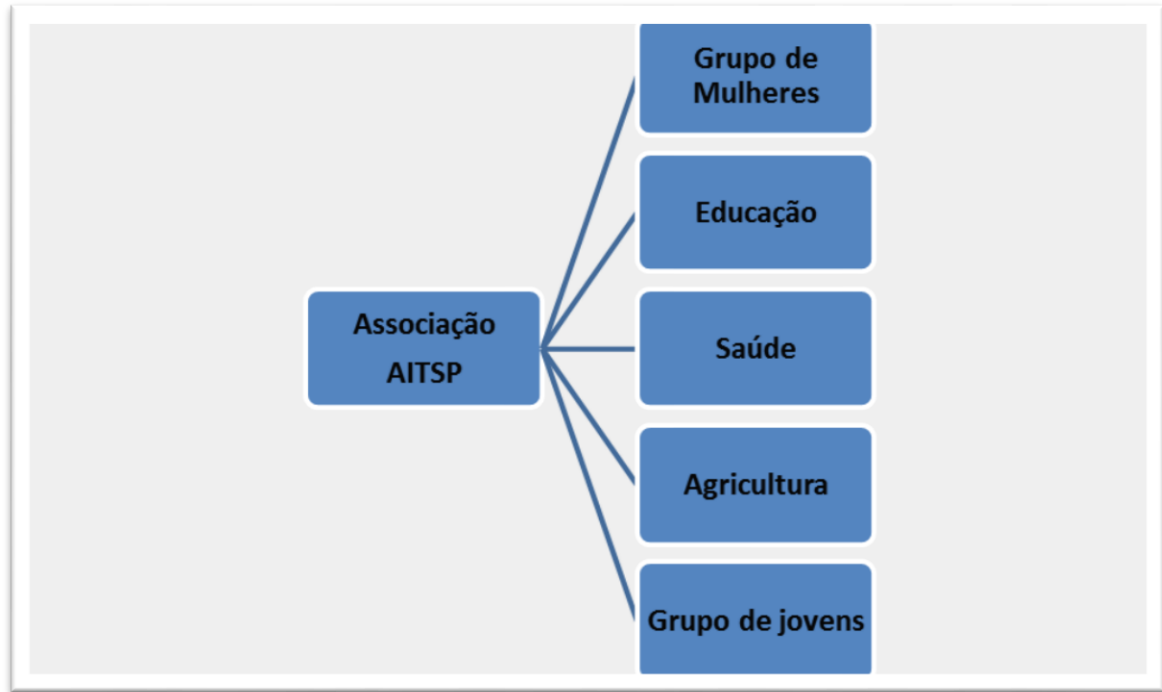 Grupo de
Mulheres
Educação
Associação
AITSP
Saúde
Agricultura
Grupo de jovens